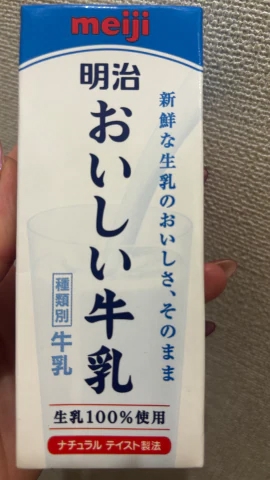 meiji
明治
おいしい牛乳
新鮮な生乳のおいしさ、そのまま
種類別
牛乳
生乳100%使用
ナチュラル テイスト製法